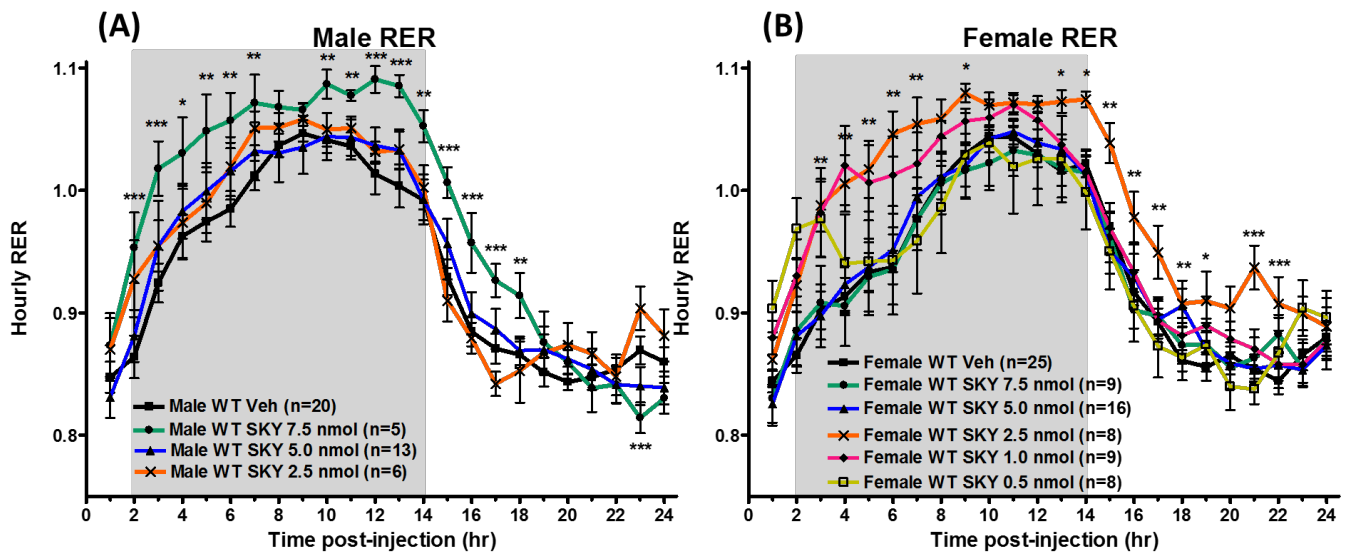 (A)
Male RER
Hourly RER
1.1
1.0
0.9
0.8
** *** * ** ** ** ** ** *** *** ** *** *** *** ** ***
Male WT Veh (n=20)
Male WT SKY 7.5 nmol (n=5)
Male WT SKY 5.0 nmol (n=13)
Male WT SKY 2.5 nmol (n=6)
0 2 4 6 8 10 12 14 16 18 20 22 24
Time post-injection (hr)
(B)
Female RER
Hourly RER
1.1
1.0
0.9
0.8
** ** ** ** ** * * * ** ** ** ** * *** ***
Female WT Veh (n=25)
Female WT SKY 7.5 nmol (n=9)
Female WT SKY 5.0 nmol (n=16)
Female WT SKY 2.5 nmol (n=8)
Female WT SKY 1.0 nmol (n=9)
Female WT SKY 0.5 nmol (n=8)
0 2 4 6 8 10 12 14 16 18 20 22 24
Time post-injection (hr)